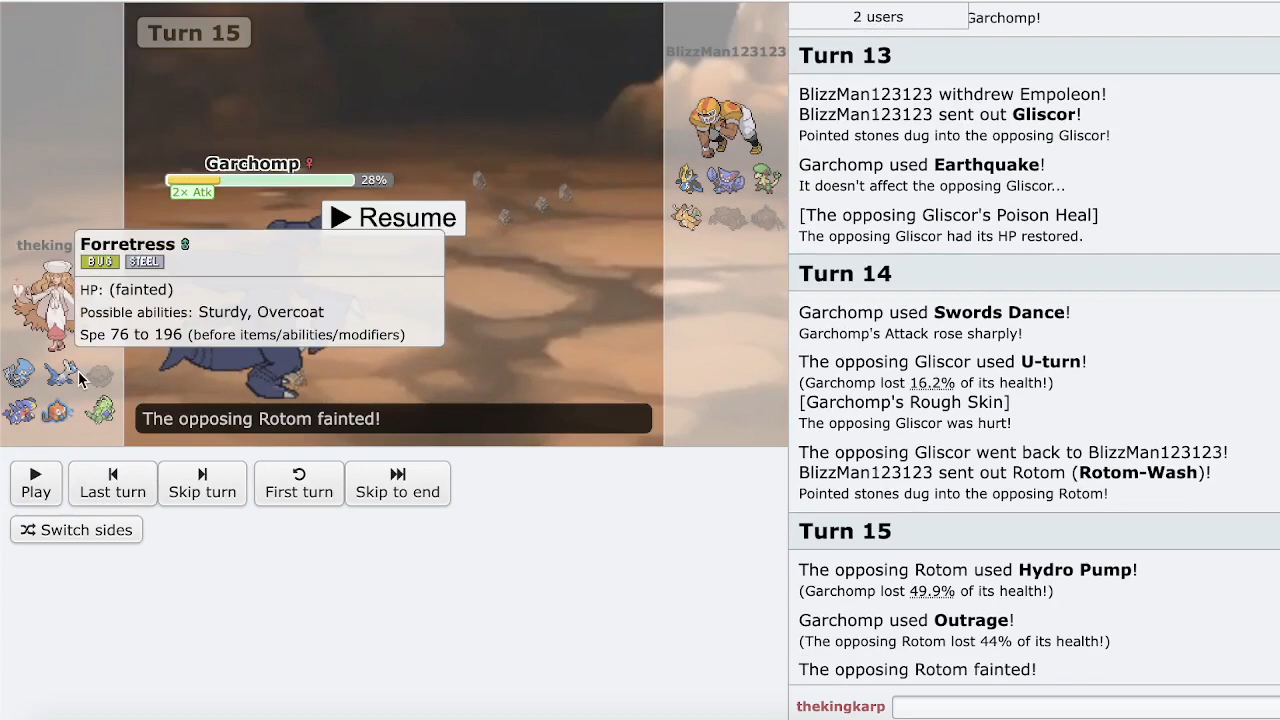 Turn 15
BlizzMan123123
Garchomp ♀
28%
2× Atk
Resume
theking
Forretress
BUG STEEL
HP: (fainted)
Possible abilities: Sturdy, Overcoat
Spe 76 to 196 (before items/abilities/modifiers)
The opposing Rotom fainted!
Play
Last turn
Skip turn
First turn
Skip to end
Switch sides
2 users
Garchomp!
Turn 13
BlizzMan123123 withdrew Empoleon!
BlizzMan123123 sent out Gliscor!
Pointed stones dug into the opposing Gliscor!
Garchomp used Earthquake!
It doesn't affect the opposing Gliscor...
[The opposing Gliscor's Poison Heal]
The opposing Gliscor had its HP restored.
Turn 14
Garchomp used Swords Dance!
Garchomp's Attack rose sharply!
The opposing Gliscor used U-turn!
(Garchomp lost 16.2% of its health!)
[Garchomp's Rough Skin]
The opposing Gliscor was hurt!
The opposing Gliscor went back to BlizzMan123123!
BlizzMan123123 sent out Rotom (Rotom-Wash)!
Pointed stones dug into the opposing Rotom!
Turn 15
The opposing Rotom used Hydro Pump!
(Garchomp lost 49.9% of its health!)
Garchomp used Outrage!
(The opposing Rotom lost 44% of its health!)
The opposing Rotom fainted!
thekingkarp